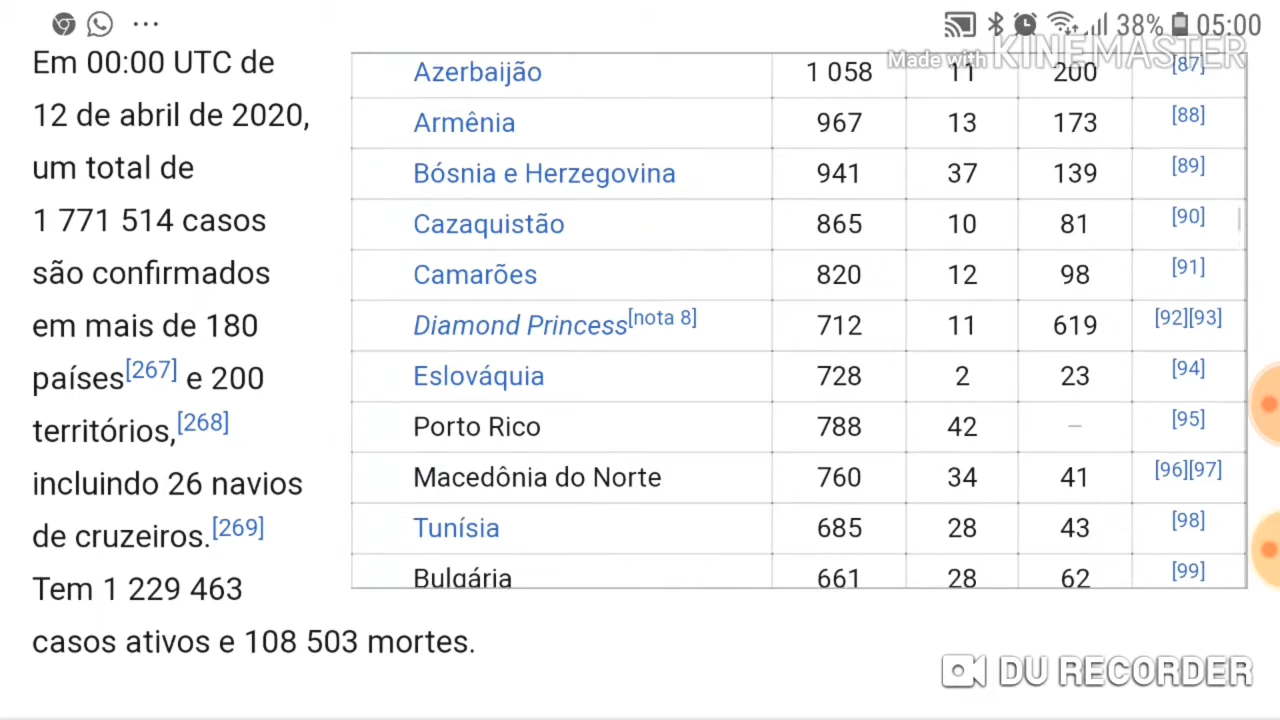 38% 05:00
Made with KINEMASTER
Em 00:00 UTC de
12 de abril de 2020,
um total de
1 771 514 casos
são confirmados
em mais de 180
países[267] e 200
territórios,[268]
incluindo 26 navios
de cruzeiros.[269]
Tem 1 229 463
casos ativos e 108 503 mortes.
Azerbaijão 1 058 11 200 [87]
Armênia 967 13 173 [88]
Bósnia e Herzegovina 941 37 139 [89]
Cazaquistão 865 10 81 [90]
Camarões 820 12 98 [91]
Diamond Princess[nota 8] 712 11 619 [92][93]
Eslováquia 728 2 23 [94]
Porto Rico 788 42 – [95]
Macedônia do Norte 760 34 41 [96][97]
Tunísia 685 28 43 [98]
Bulgária 661 28 62 [99]
DU RECORDER